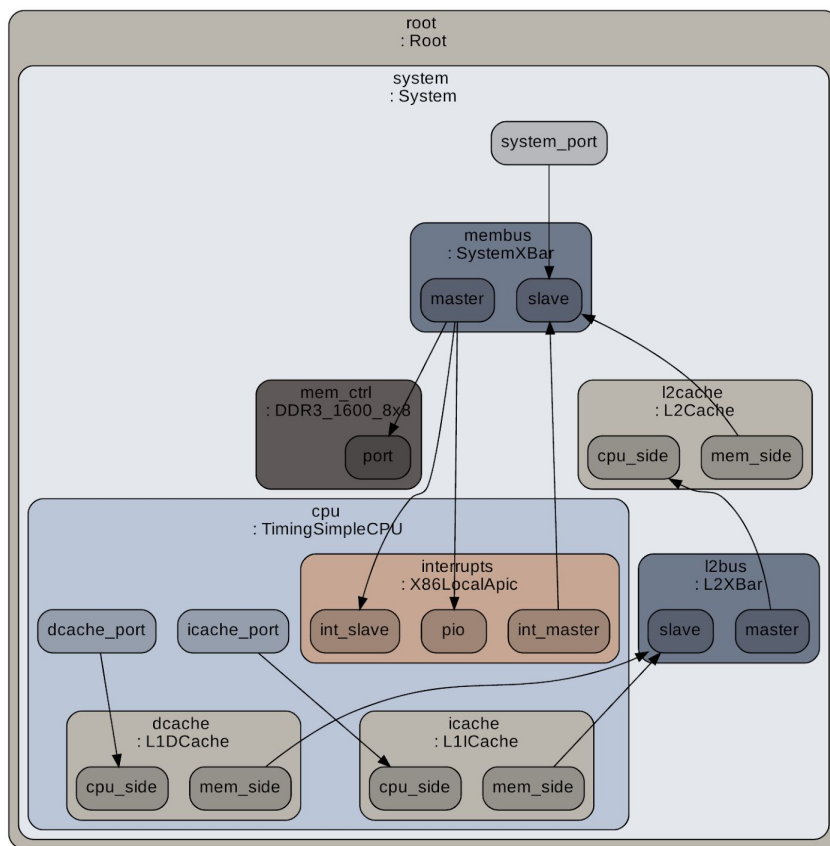 root
: Root
system
: System
system_port
membus
: SystemXBar
master
slave
mem_ctrl
: DDR3_1600_8x8
port
l2cache
: L2Cache
cpu_side
mem_side
cpu
: TimingSimpleCPU
interrupts
: X86LocalApic
int_slave
pio
int_master
l2bus
: L2XBar
slave
master
dcache_port
icache_port
dcache
: L1DCache
cpu_side
mem_side
icache
: L1ICache
cpu_side
mem_side